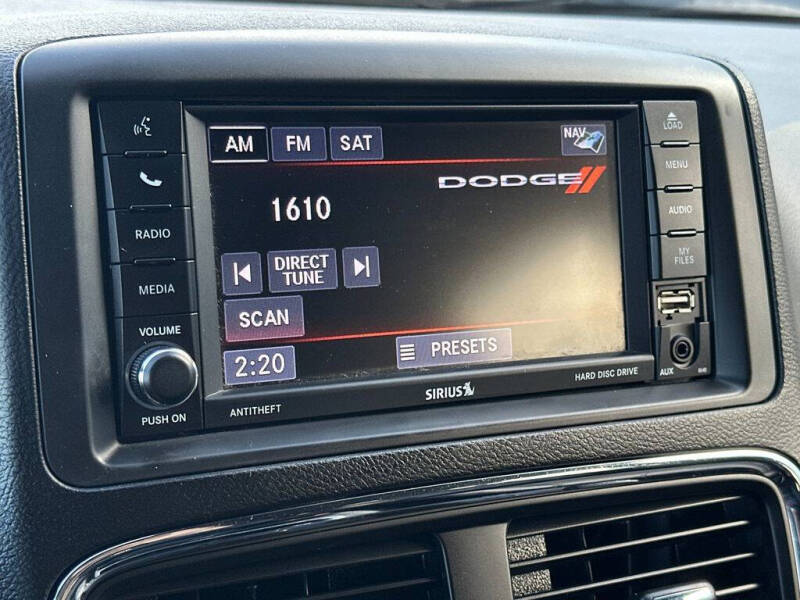 AM FM SAT NAV
DODGE
1610
DIRECT
TUNE
SCAN
2:20 PRESETS
RADIO
MEDIA
VOLUME
PUSH ON
ANTITHEFT
SIRIUS
HARD DISC DRIVE
LOAD
MENU
AUDIO
MY
FILES
AUX